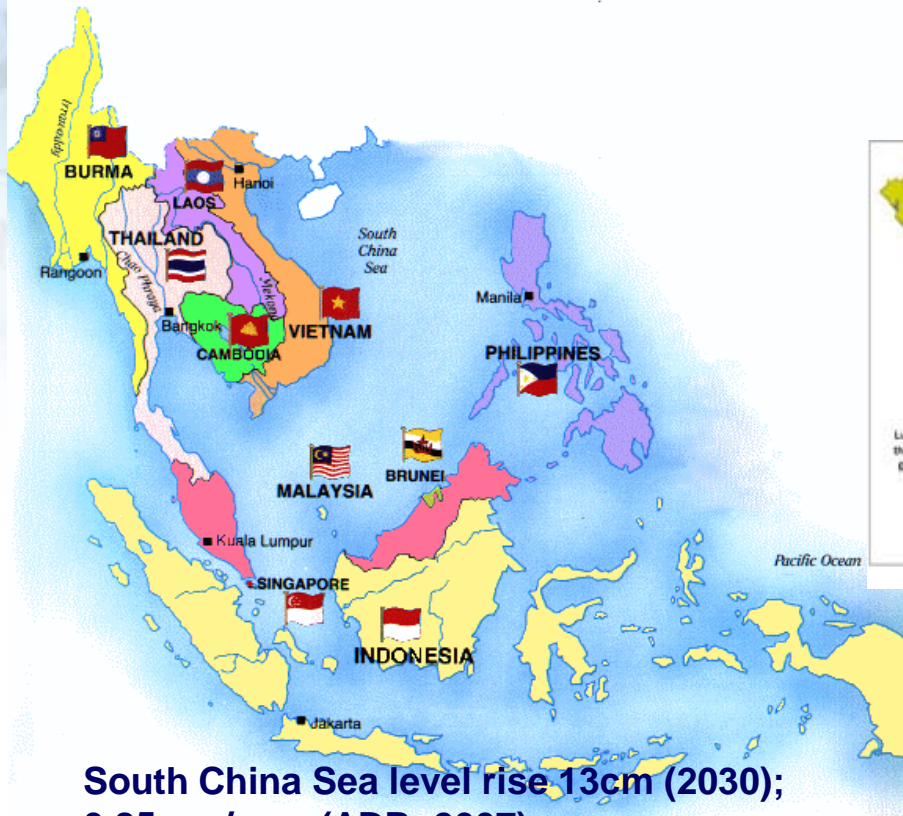 Irrawaddy
BURMA
Hanoi
LAOS
THAILAND
South
China
Sea
Rangoon
Chao Phraya
Mekong
Manila
Bangkok
VIETNAM
CAMBODIA
PHILIPPINES
BRUNEI
MALAYSIA
Kuala Lumpur
Pacific Ocean
SINGAPORE
INDONESIA
Jakarta
South China Sea level rise 13cm (2030);